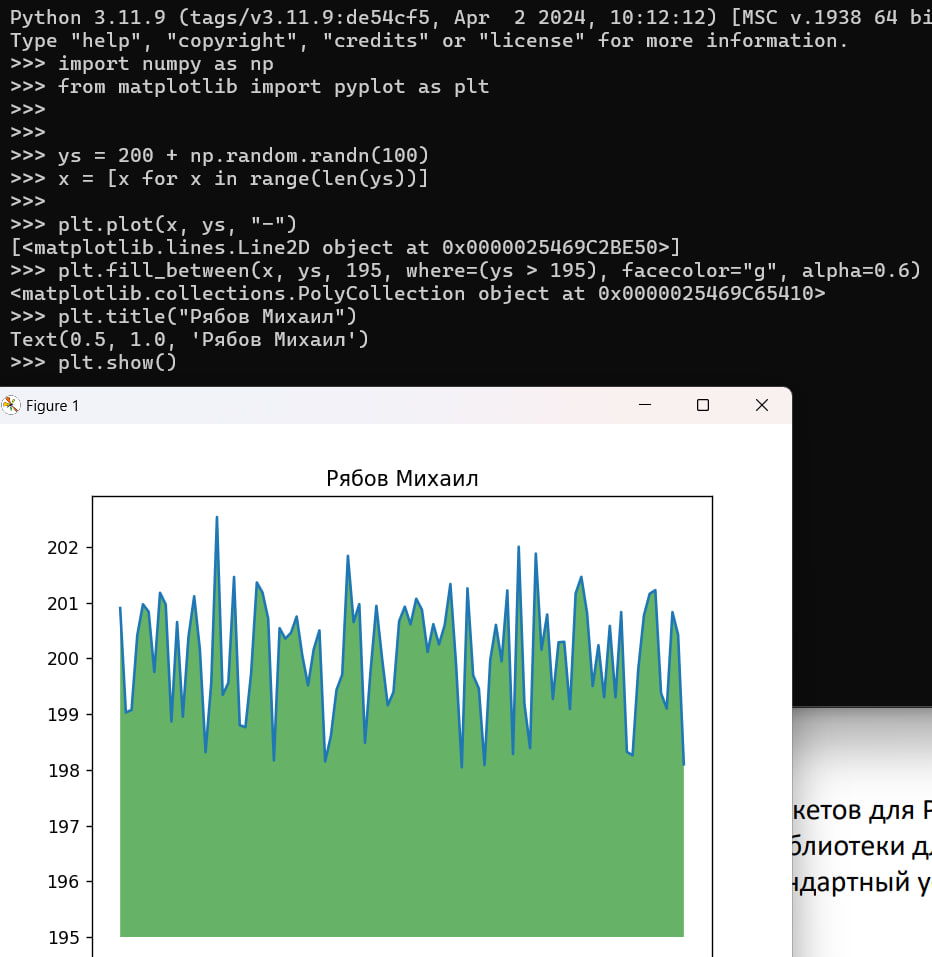 Python 3.11.9 (tags/v3.11.9:de54cf5, Apr  2 2024, 10:12:12) [MSC v.1938 64 bi
Type "help", "copyright", "credits" or "license" for more information.
>>> import numpy as np
>>> from matplotlib import pyplot as plt
>>>
>>>
>>> ys = 200 + np.random.randn(100)
>>> x = [x for x in range(len(ys))]
>>>
>>> plt.plot(x, ys, "-")
[<matplotlib.lines.Line2D object at 0x0000025469C2BE50>]
>>> plt.fill_between(x, ys, 195, where=(ys > 195), facecolor="g", alpha=0.6)
<matplotlib.collections.PolyCollection object at 0x0000025469C65410>
>>> plt.title("Рябов Михаил")
Text(0.5, 1.0, 'Рябов Михаил')
>>> plt.show()
Figure 1
Рябов Михаил
202
201
200
199
198
197
196
195
кетов для P
блиотеки д
ндартный у